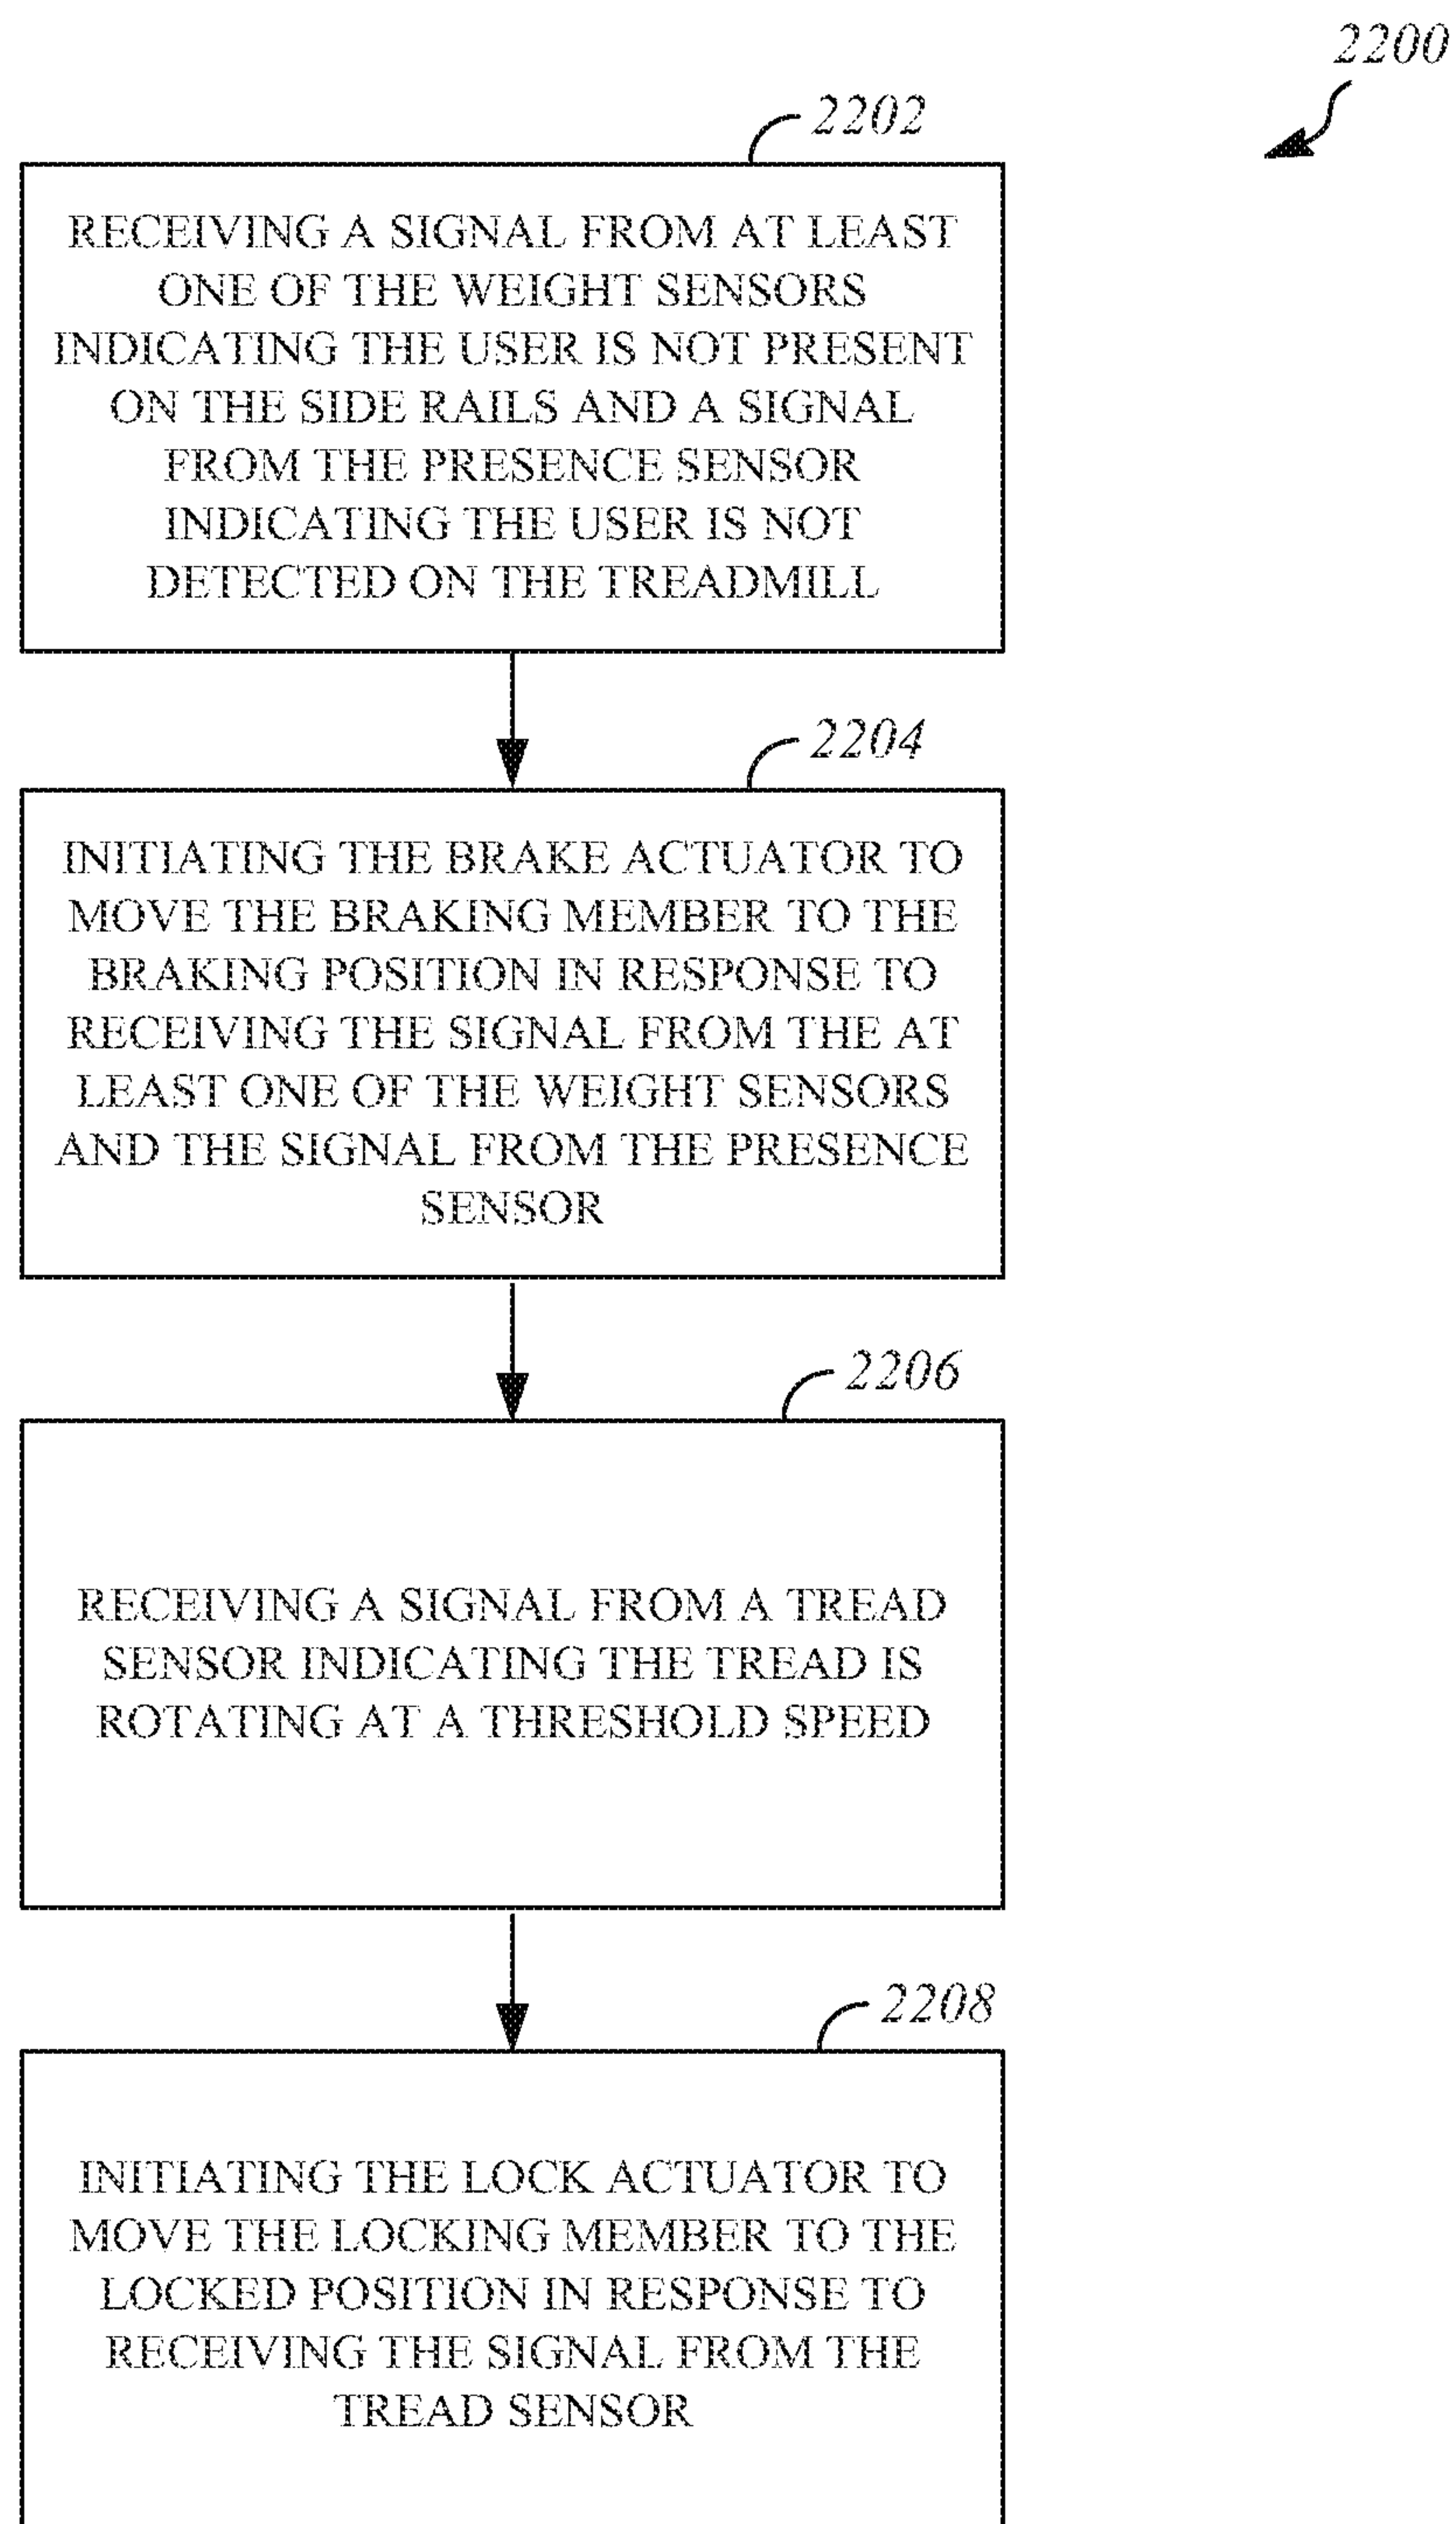 2200
2202
RECEIVING A SIGNAL FROM AT LEAST
ONE OF THE WEIGHT SENSORS
INDICATING THE USER IS NOT PRESENT
ON THE SIDE RAILS AND A SIGNAL
FROM THE PRESENCE SENSOR
INDICATING THE USER IS NOT
DETECTED ON THE TREADMILL
2204
INITIATING THE BRAKE ACTUATOR TO
MOVE THE BRAKING MEMBER TO THE
BRAKING POSITION IN RESPONSE TO
RECEIVING THE SIGNAL FROM THE AT
LEAST ONE OF THE WEIGHT SENSORS
AND THE SIGNAL FROM THE PRESENCE
SENSOR
2206
RECEIVING A SIGNAL FROM A TREAD
SENSOR INDICATING THE TREAD IS
ROTATING AT A THRESHOLD SPEED
2208
INITIATING THE LOCK ACTUATOR TO
MOVE THE LOCKING MEMBER TO THE
LOCKED POSITION IN RESPONSE TO
RECEIVING THE SIGNAL FROM THE
TREAD SENSOR